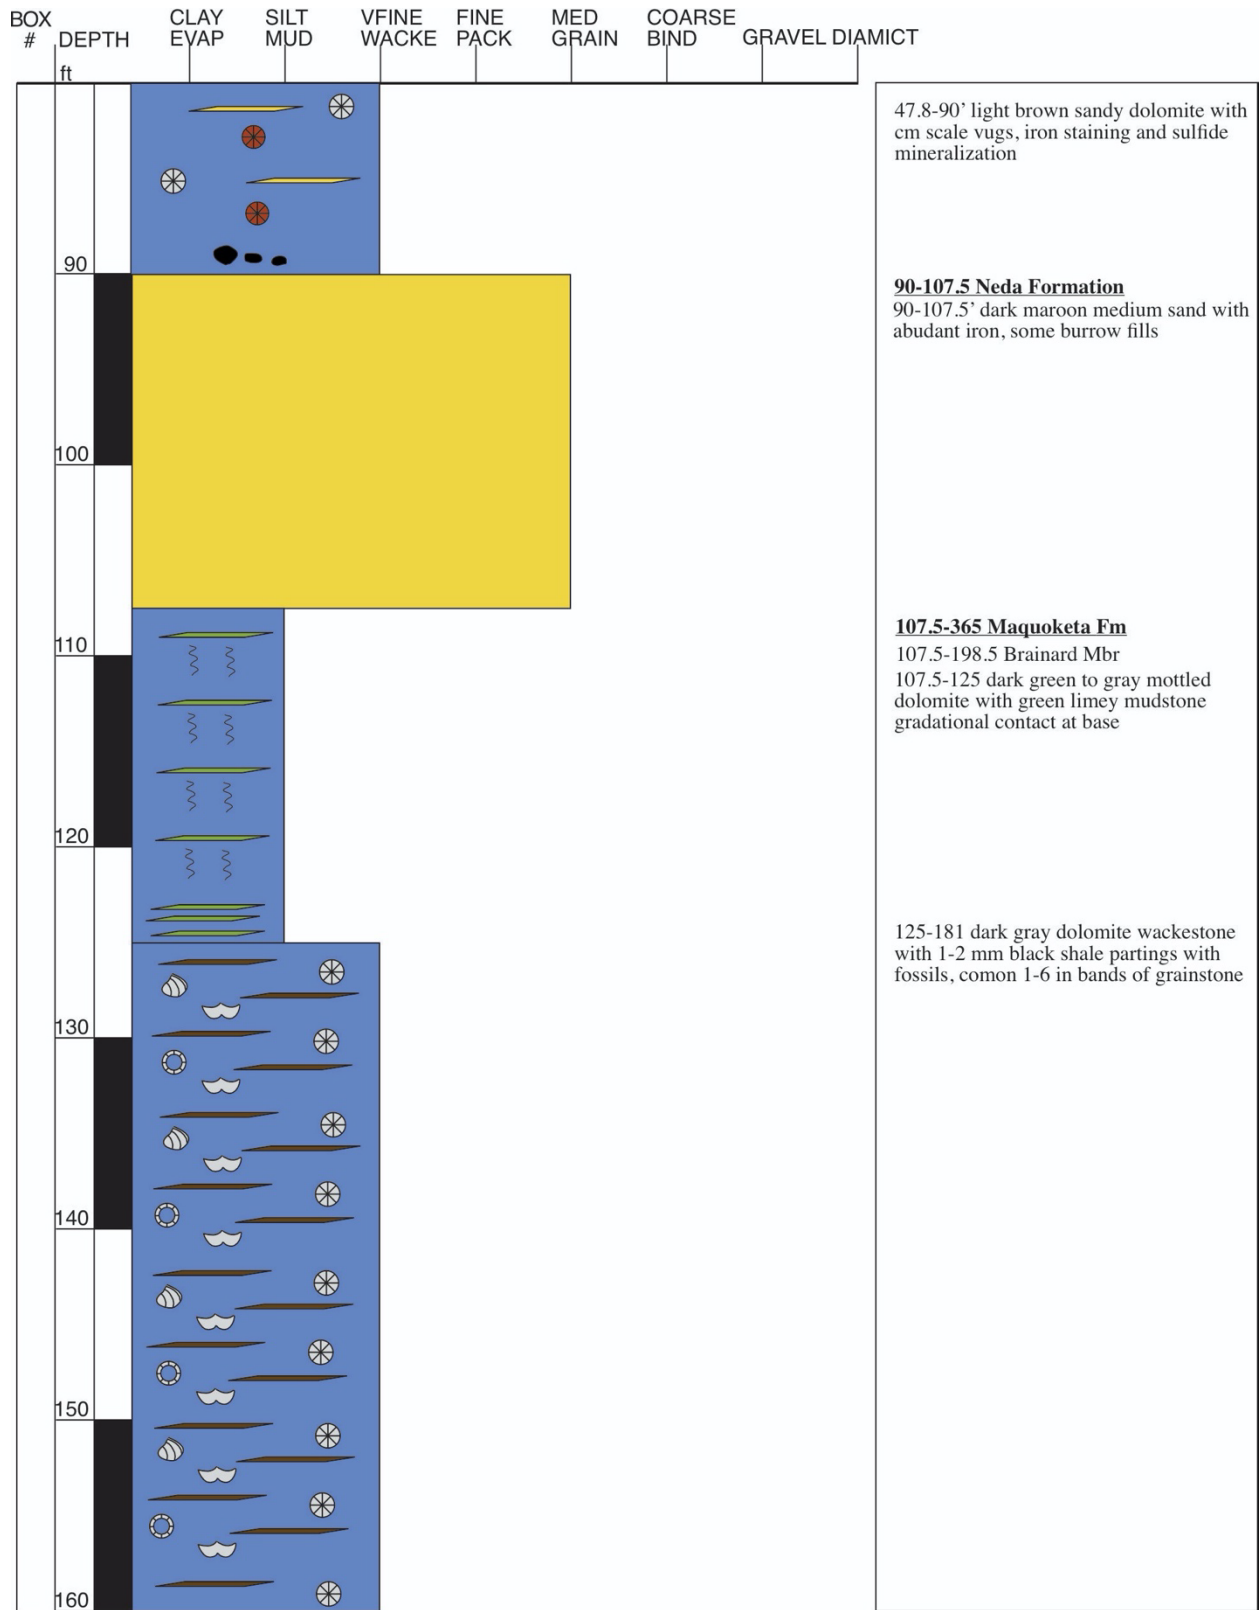 BOX CLAY SILT VFINE FINE MED COARSE
# DEPTH EVAP MUD WACKE PACK GRAIN BIND GRAVEL DIAMICT
ft
47.8-90’ light brown sandy dolomite with
cm scale vugs, iron staining and sulfide
mineralization
90
90-107.5 Neda Formation
90-107.5’ dark maroon medium sand with
abudant iron, some burrow fills
100
107.5-365 Maquoketa Fm
110
107.5-198.5 Brainard Mbr
107.5-125 dark green to gray mottled
dolomite with green limey mudstone
gradational contact at base
120
125-181 dark gray dolomite wackestone
with 1-2 mm black shale partings with
fossils, comon 1-6 in bands of grainstone
130
140
150
160